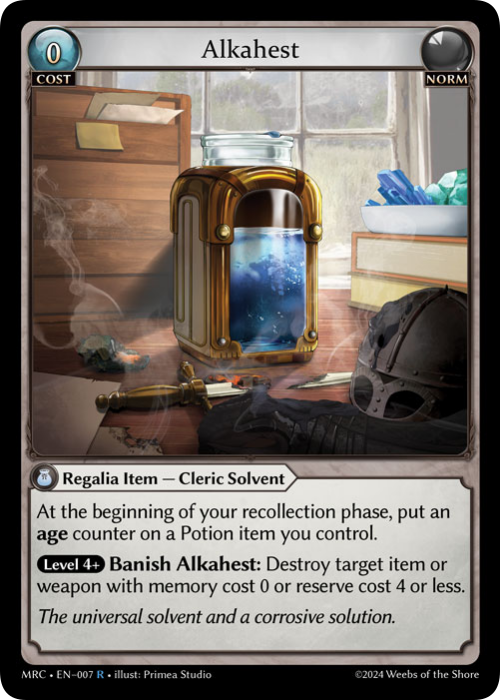 0
Alkahest
COST
NORM
Regalia Item — Cleric Solvent
At the beginning of your recollection phase, put an
age counter on a Potion item you control.
Level 4+ Banish Alkahest: Destroy target item or
weapon with memory cost 0 or reserve cost 4 or less.
The universal solvent and a corrosive solution.
MRC • EN–007 R • illust: Primea Studio
©2024 Weebs of the Shore